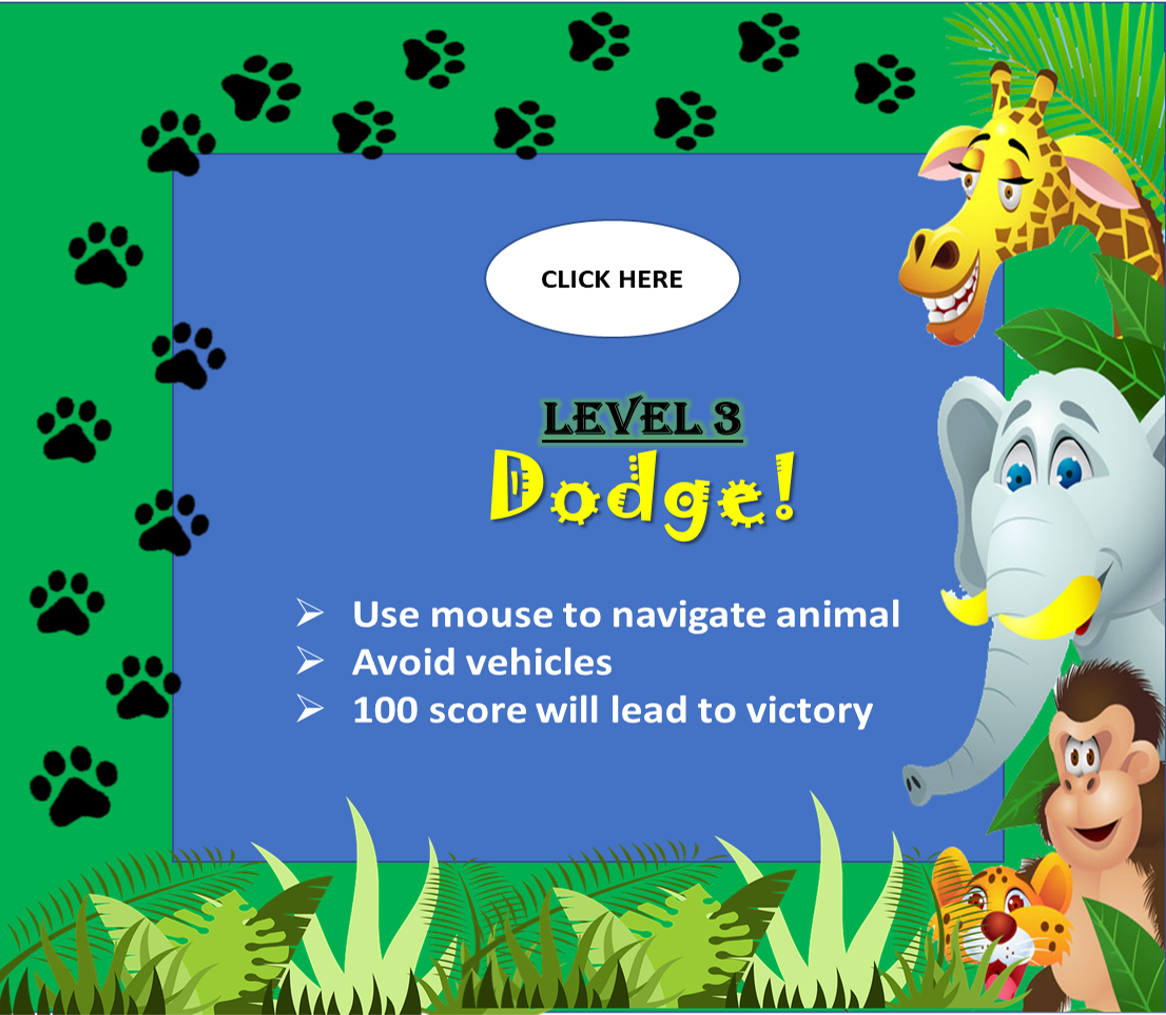 CLICK HERE
LEVEL 3
Dodge!
➢ Use mouse to navigate animal
➢ Avoid vehicles
➢ 100 score will lead to victory